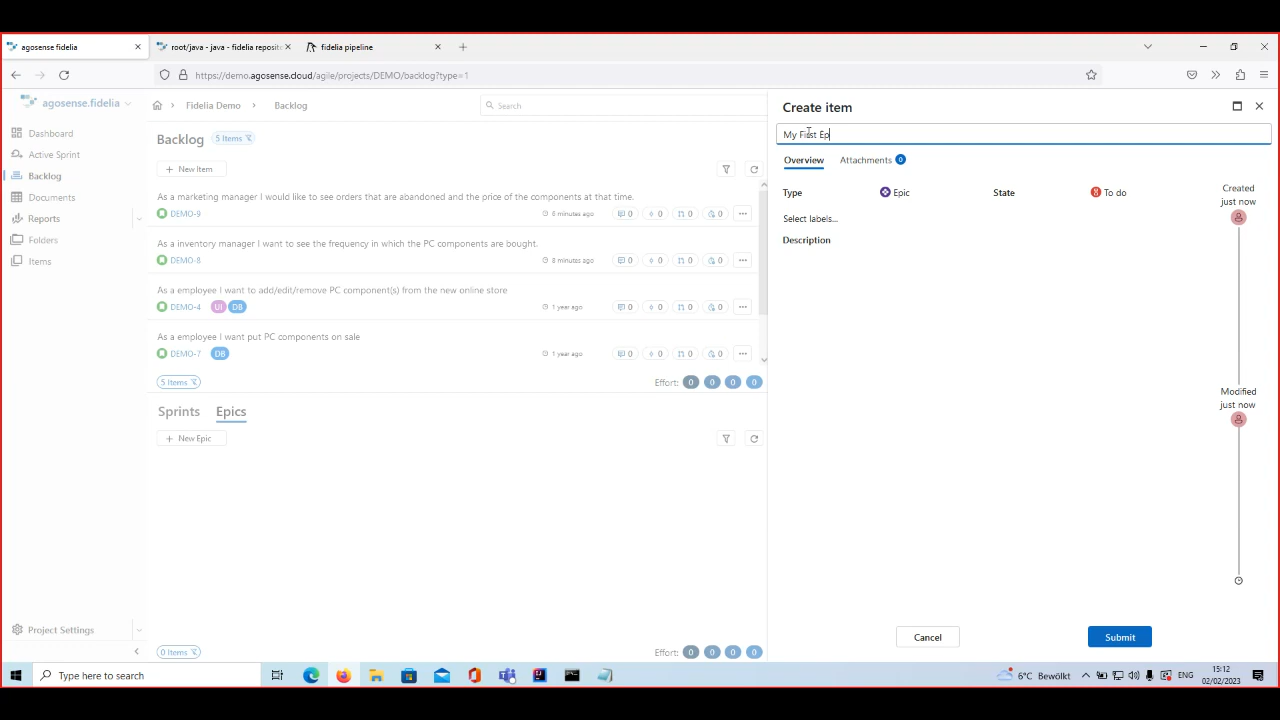 agosense fidelia
root/java - java - fidelia reposito
fidelia pipeline
https://demo.agosense.cloud/agile/projects/DEMO/backlog?type=1
agosense.fidelia
Fidelia Demo
Backlog
Search
Dashboard
Active Sprint
Backlog
Documents
Reports
Folders
Items
Project Settings
Backlog
5 Items
New Item
As a marketing manager I would like to see orders that are abandoned and the price of the components at that time.
DEMO-9
6 minutes ago
0 0 0 0
As a inventory manager I want to see the frequency in which the PC components are bought.
DEMO-8
8 minutes ago
0 0 0 0
As a employee I want to add/edit/remove PC component(s) from the new online store
DEMO-4 UI DB
1 year ago
0 0 0 0
As a employee I want put PC components on sale
DEMO-7 DB
1 year ago
0 0 0 0
5 Items
Effort: 0 0 0 0
Sprints Epics
New Epic
0 Items
Effort: 0 0 0 0
Create item
My First Ep
Overview Attachments 0
Type Epic State To do
Select labels...
Description
Created
just now
Modified
just now
Cancel Submit
Type here to search
6°C Bewölkt
ENG
15:12
02/02/2023